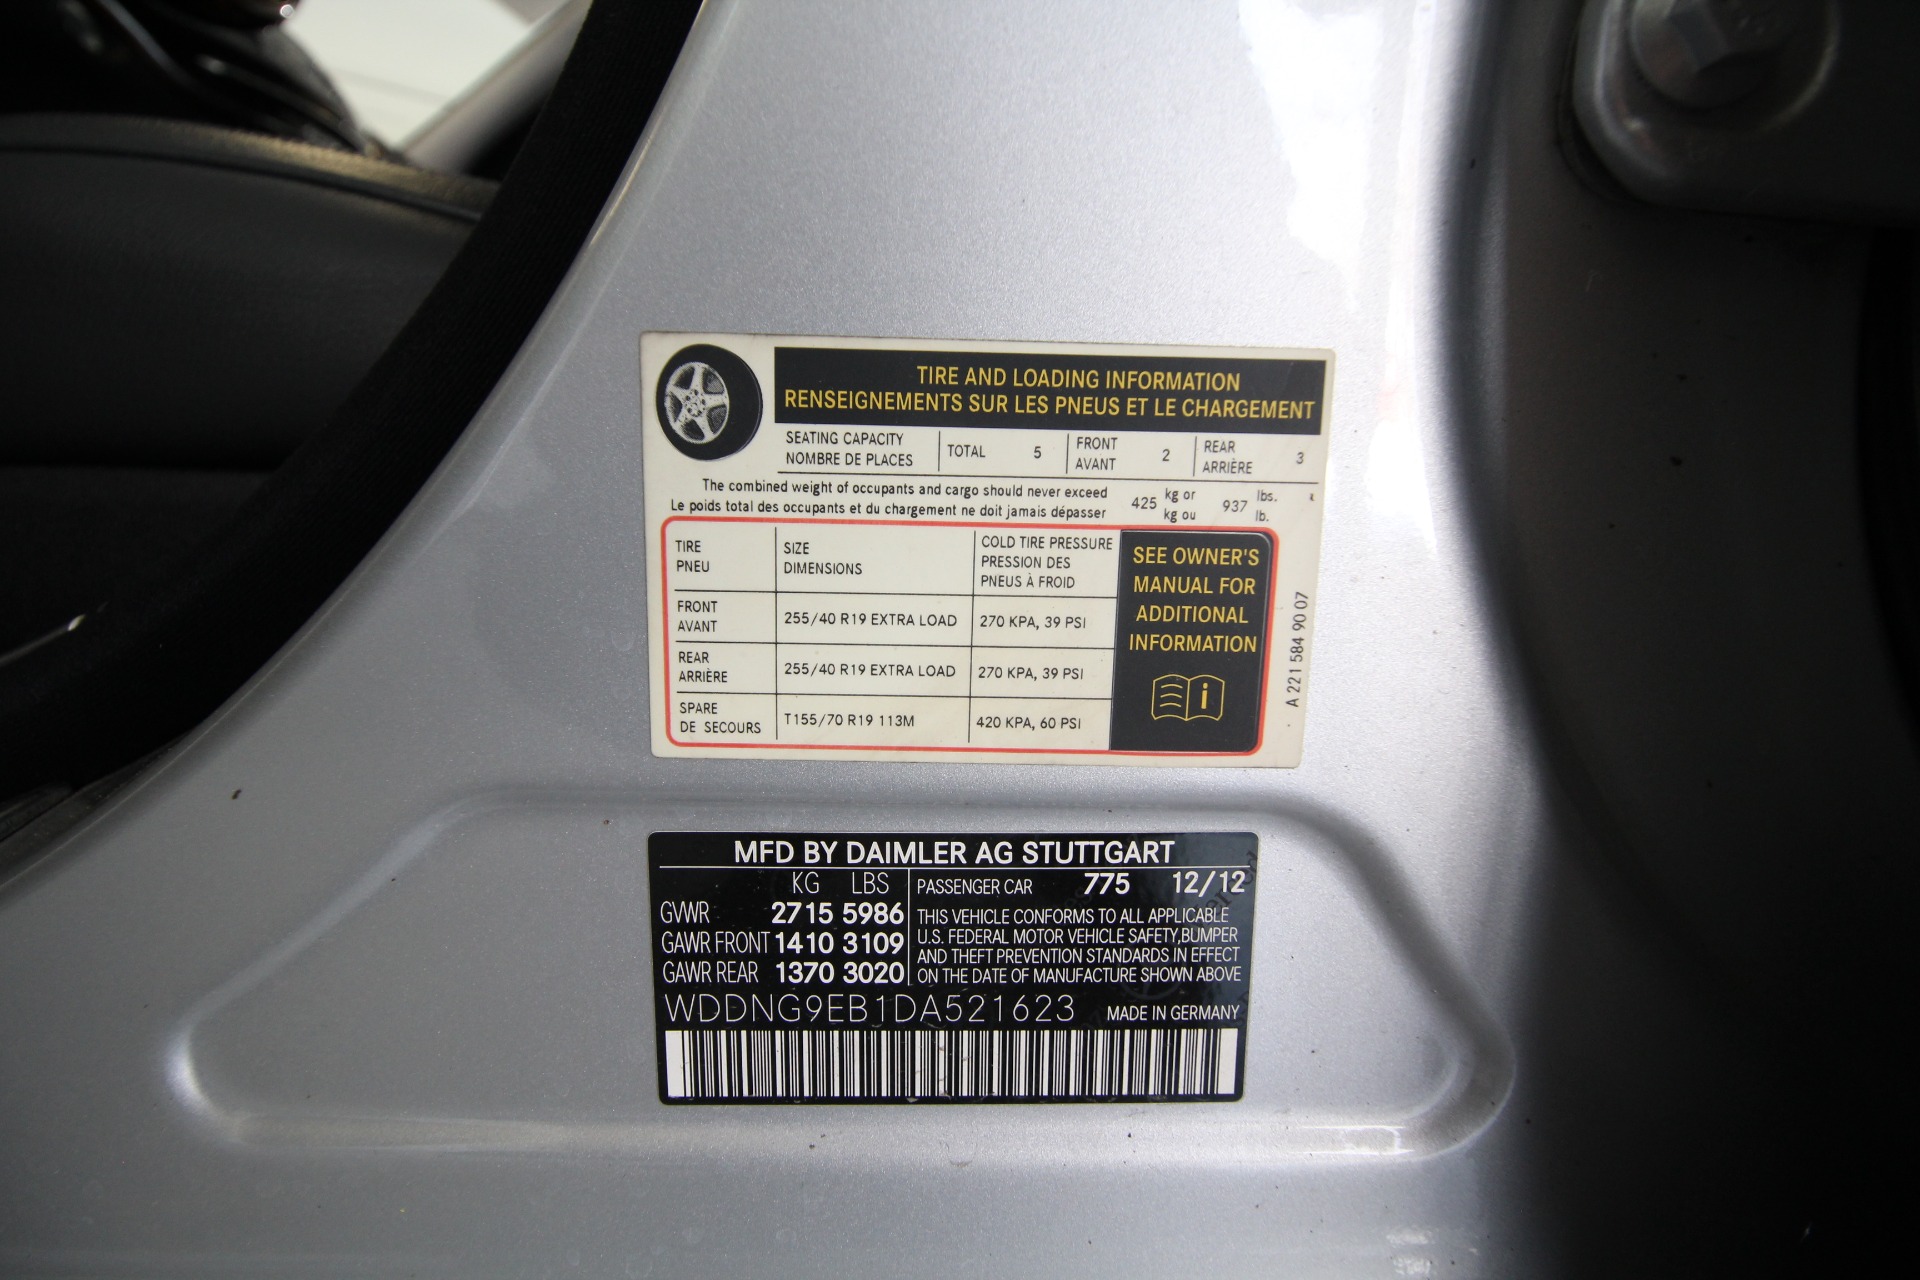 TIRE AND LOADING INFORMATION
RENSEIGNEMENTS SUR LES PNEUS ET LE CHARGEMENT
SEATING CAPACITY
NOMBRE DE PLACES
TOTAL 5
FRONT
AVANT
2
REAR
ARRIÈRE
3
The combined weight of occupants and cargo should never exceed
Le poids total des occupants et du chargement ne doit jamais dépasser
425 kg or
kg ou
937 lbs.
lb.
TIRE
PNEU
SIZE
DIMENSIONS
COLD TIRE PRESSURE
PRESSION DES
PNEUS À FROID
FRONT
AVANT
255/40 R19 EXTRA LOAD
270 KPA, 39 PSI
REAR
ARRIÈRE
255/40 R19 EXTRA LOAD
270 KPA, 39 PSI
SPARE
DE SECOURS
T155/70 R19 113M
420 KPA, 60 PSI
SEE OWNER'S
MANUAL FOR
ADDITIONAL
INFORMATION
i
A 221 584 90 07
MFD BY DAIMLER AG STUTTGART
KG LBS
GVWR 2715 5986
GAWR FRONT 1410 3109
GAWR REAR 1370 3020
PASSENGER CAR 775 12/12
THIS VEHICLE CONFORMS TO ALL APPLICABLE
U.S. FEDERAL MOTOR VEHICLE SAFETY,BUMPER
AND THEFT PREVENTION STANDARDS IN EFFECT
ON THE DATE OF MANUFACTURE SHOWN ABOVE
WDDNG9EB1DA521623 MADE IN GERMANY